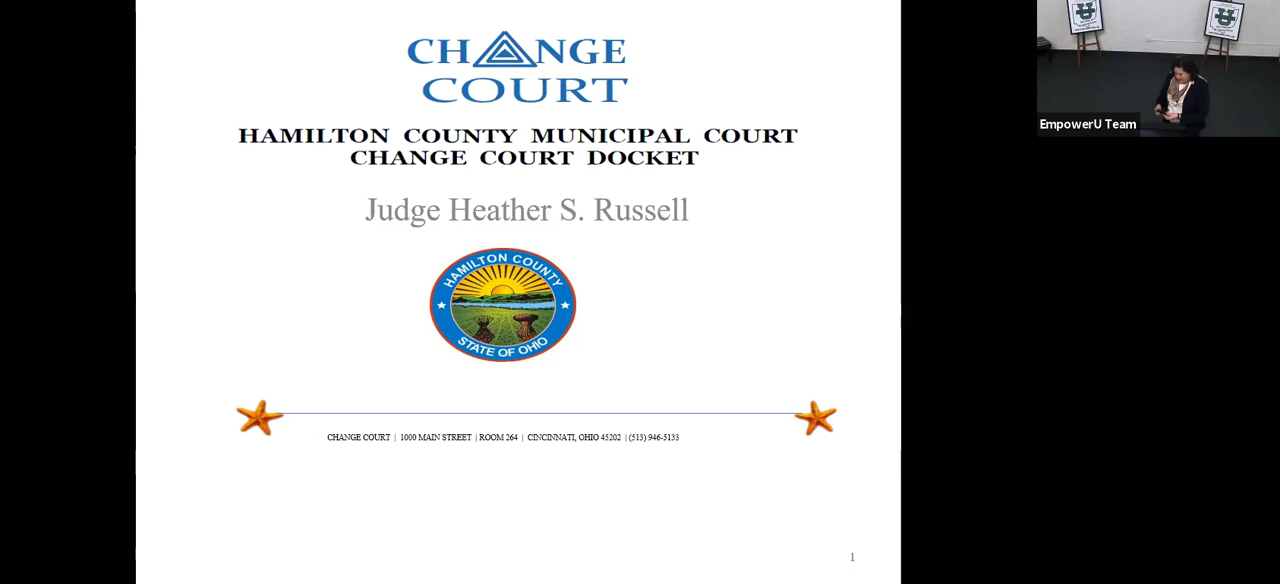 CHANGE
COURT
HAMILTON COUNTY MUNICIPAL COURT
CHANGE COURT DOCKET
Judge Heather S. Russell
HAMILTON COUNTY
STATE OF OHIO
CHANGE COURT | 1000 MAIN STREET | ROOM 264 | CINCINNATI, OHIO 45202 | (513) 946-5133
1
U
U
EmpowerU Team